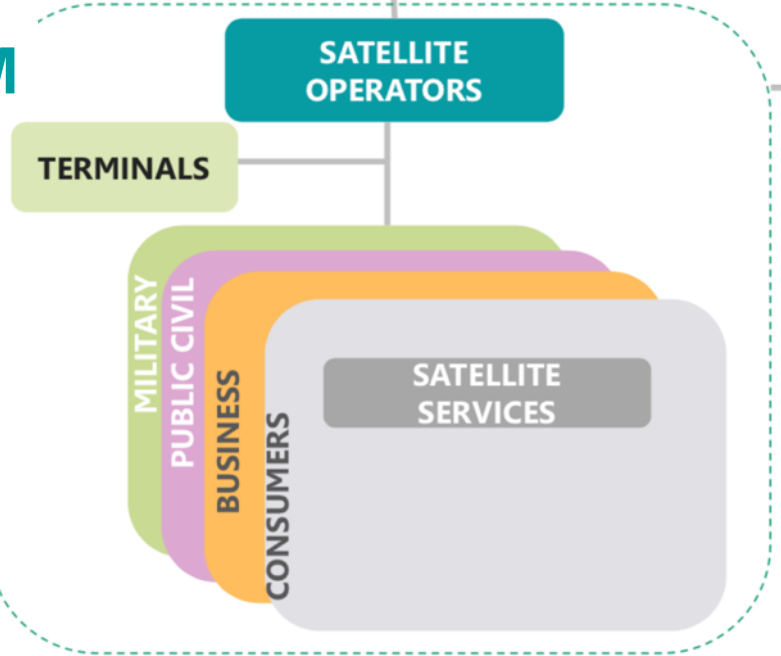 M
SATELLITE
OPERATORS
TERMINALS
MILITARY
PUBLIC CIVIL
BUSINESS
CONSUMERS
SATELLITE
SERVICES